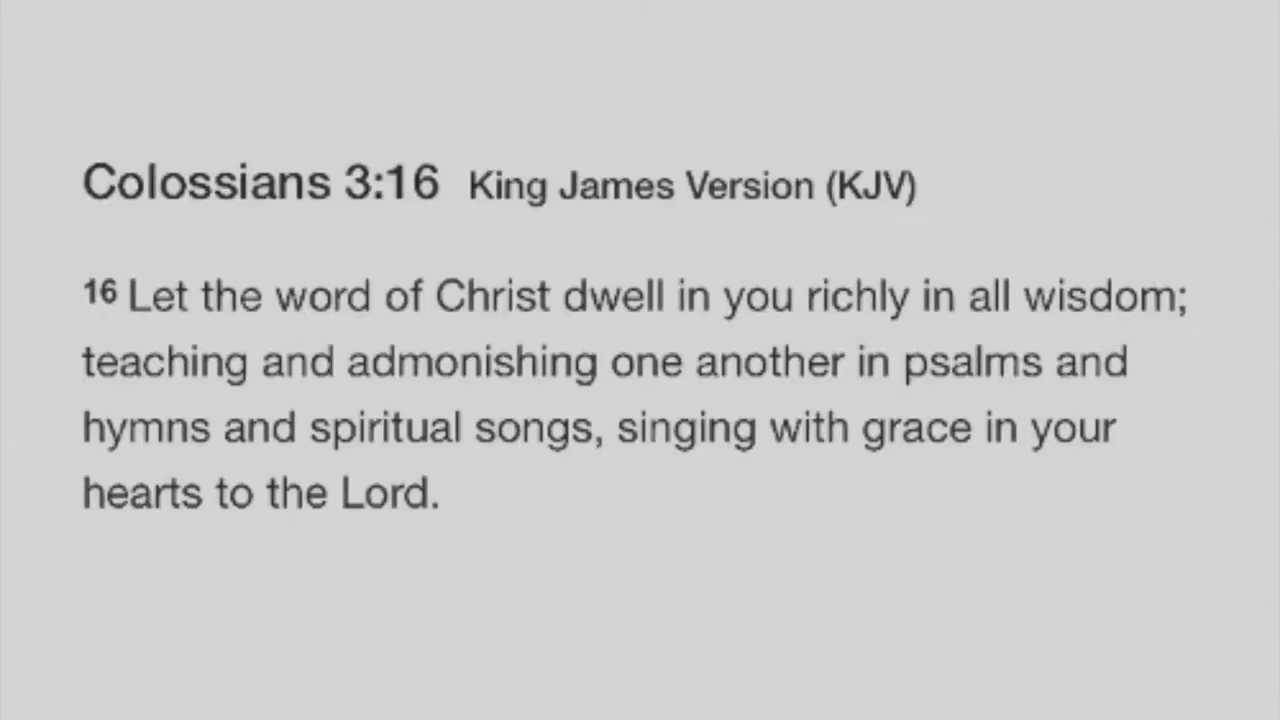 Colossians 3:16 King James Version (KJV)
16 Let the word of Christ dwell in you richly in all wisdom;
teaching and admonishing one another in psalms and
hymns and spiritual songs, singing with grace in your
hearts to the Lord.